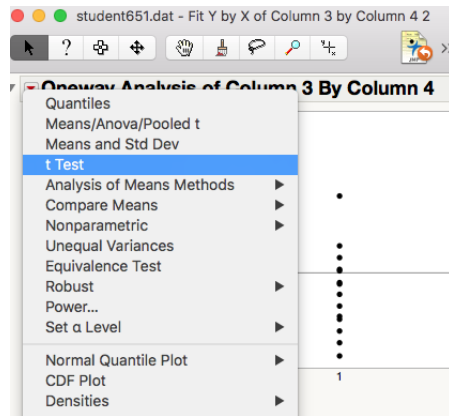 student651.dat - Fit Y by X of Column 3 by Column 4 2
Oneway Analysis of Column 3 By Column 4
Quantiles
Means/Anova/Pooled t
Means and Std Dev
t Test
Analysis of Means Methods
Compare Means
Nonparametric
Unequal Variances
Equivalence Test
Robust
Power...
Set α Level
Normal Quantile Plot
CDF Plot
Densities
1